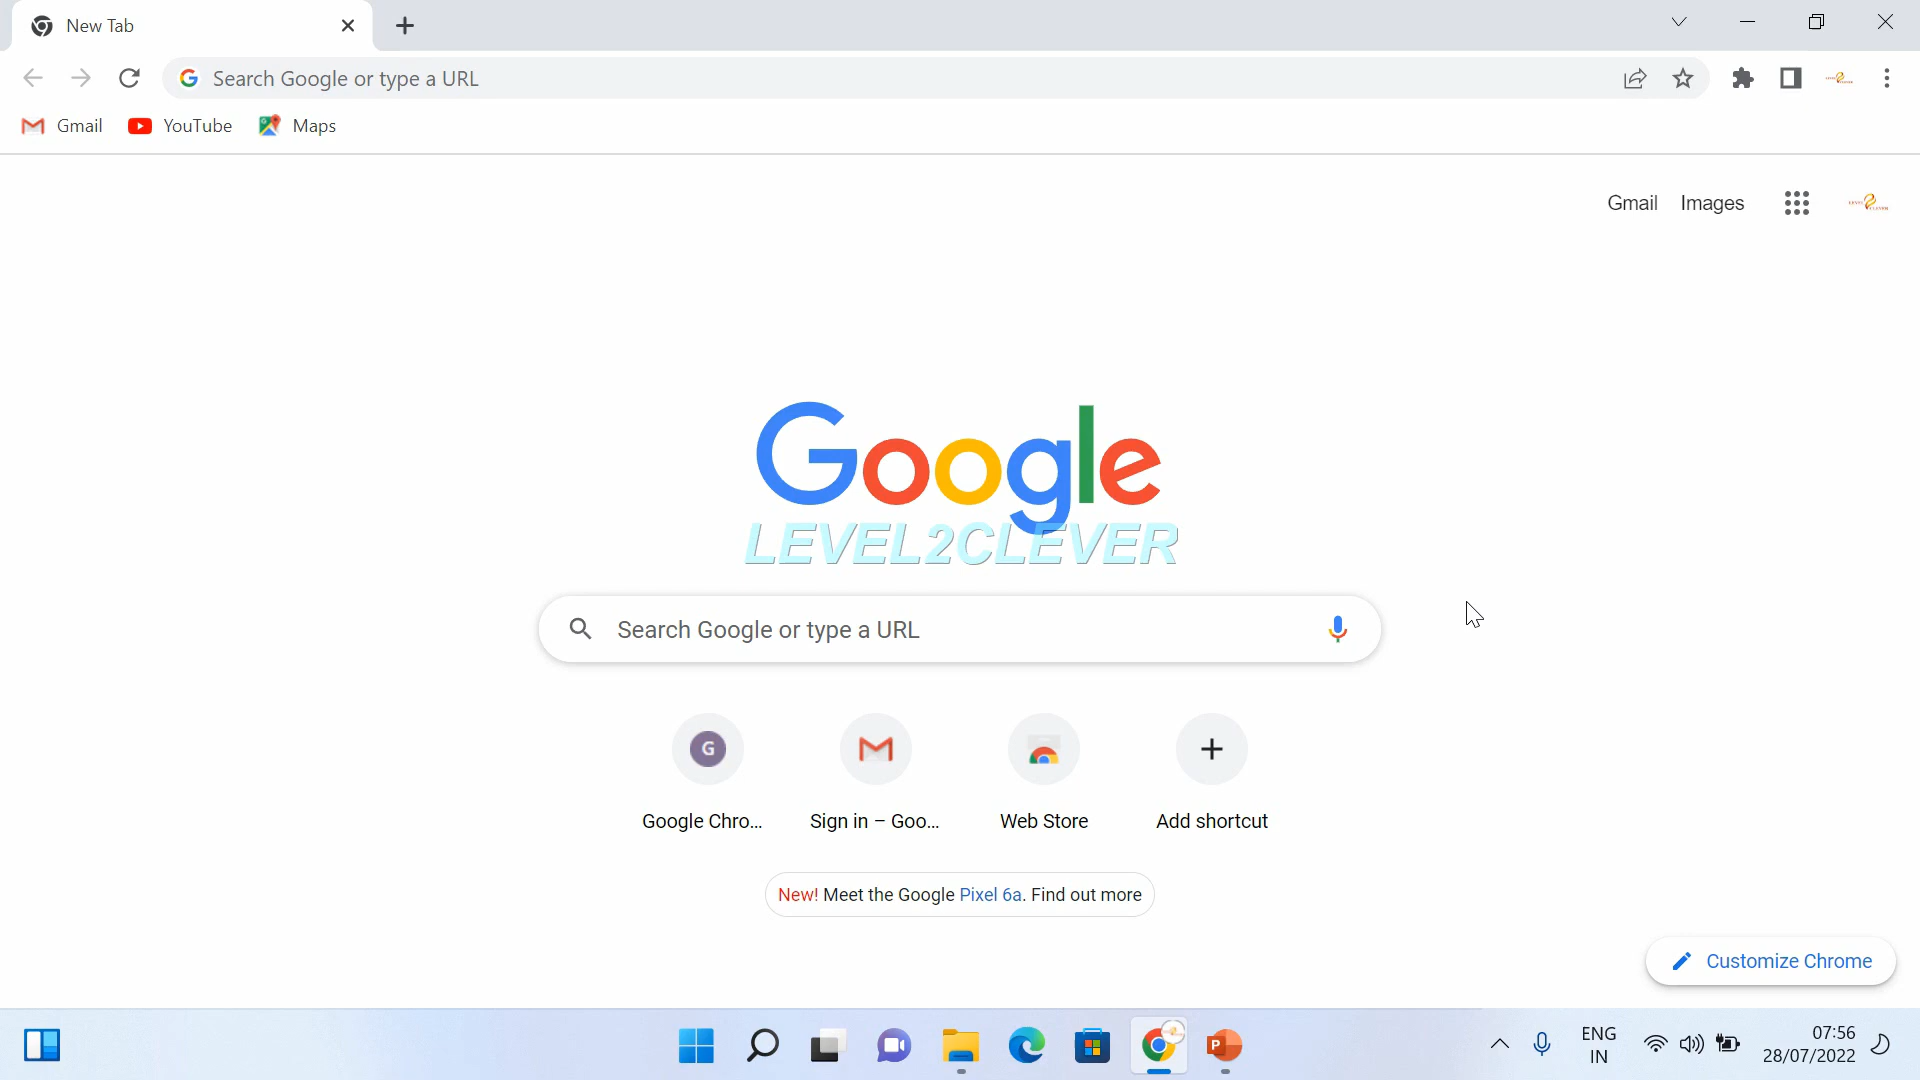 New Tab
Search Google or type a URL
Gmail YouTube Maps
Gmail Images
Google
LEVEL2CLEVER
Search Google or type a URL
G
Google Chro... Sign in – Goo... Web Store Add shortcut
New! Meet the Google Pixel 6a. Find out more
Customize Chrome
P
ENG
IN
07:56
28/07/2022